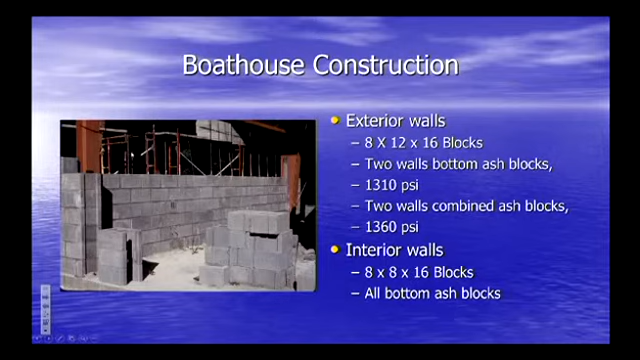 Boathouse Construction
Exterior walls
– 8 X 12 x 16 Blocks
– Two walls bottom ash blocks,
– 1310 psi
– Two walls combined ash blocks,
– 1360 psi
Interior walls
– 8 x 8 x 16 Blocks
– All bottom ash blocks